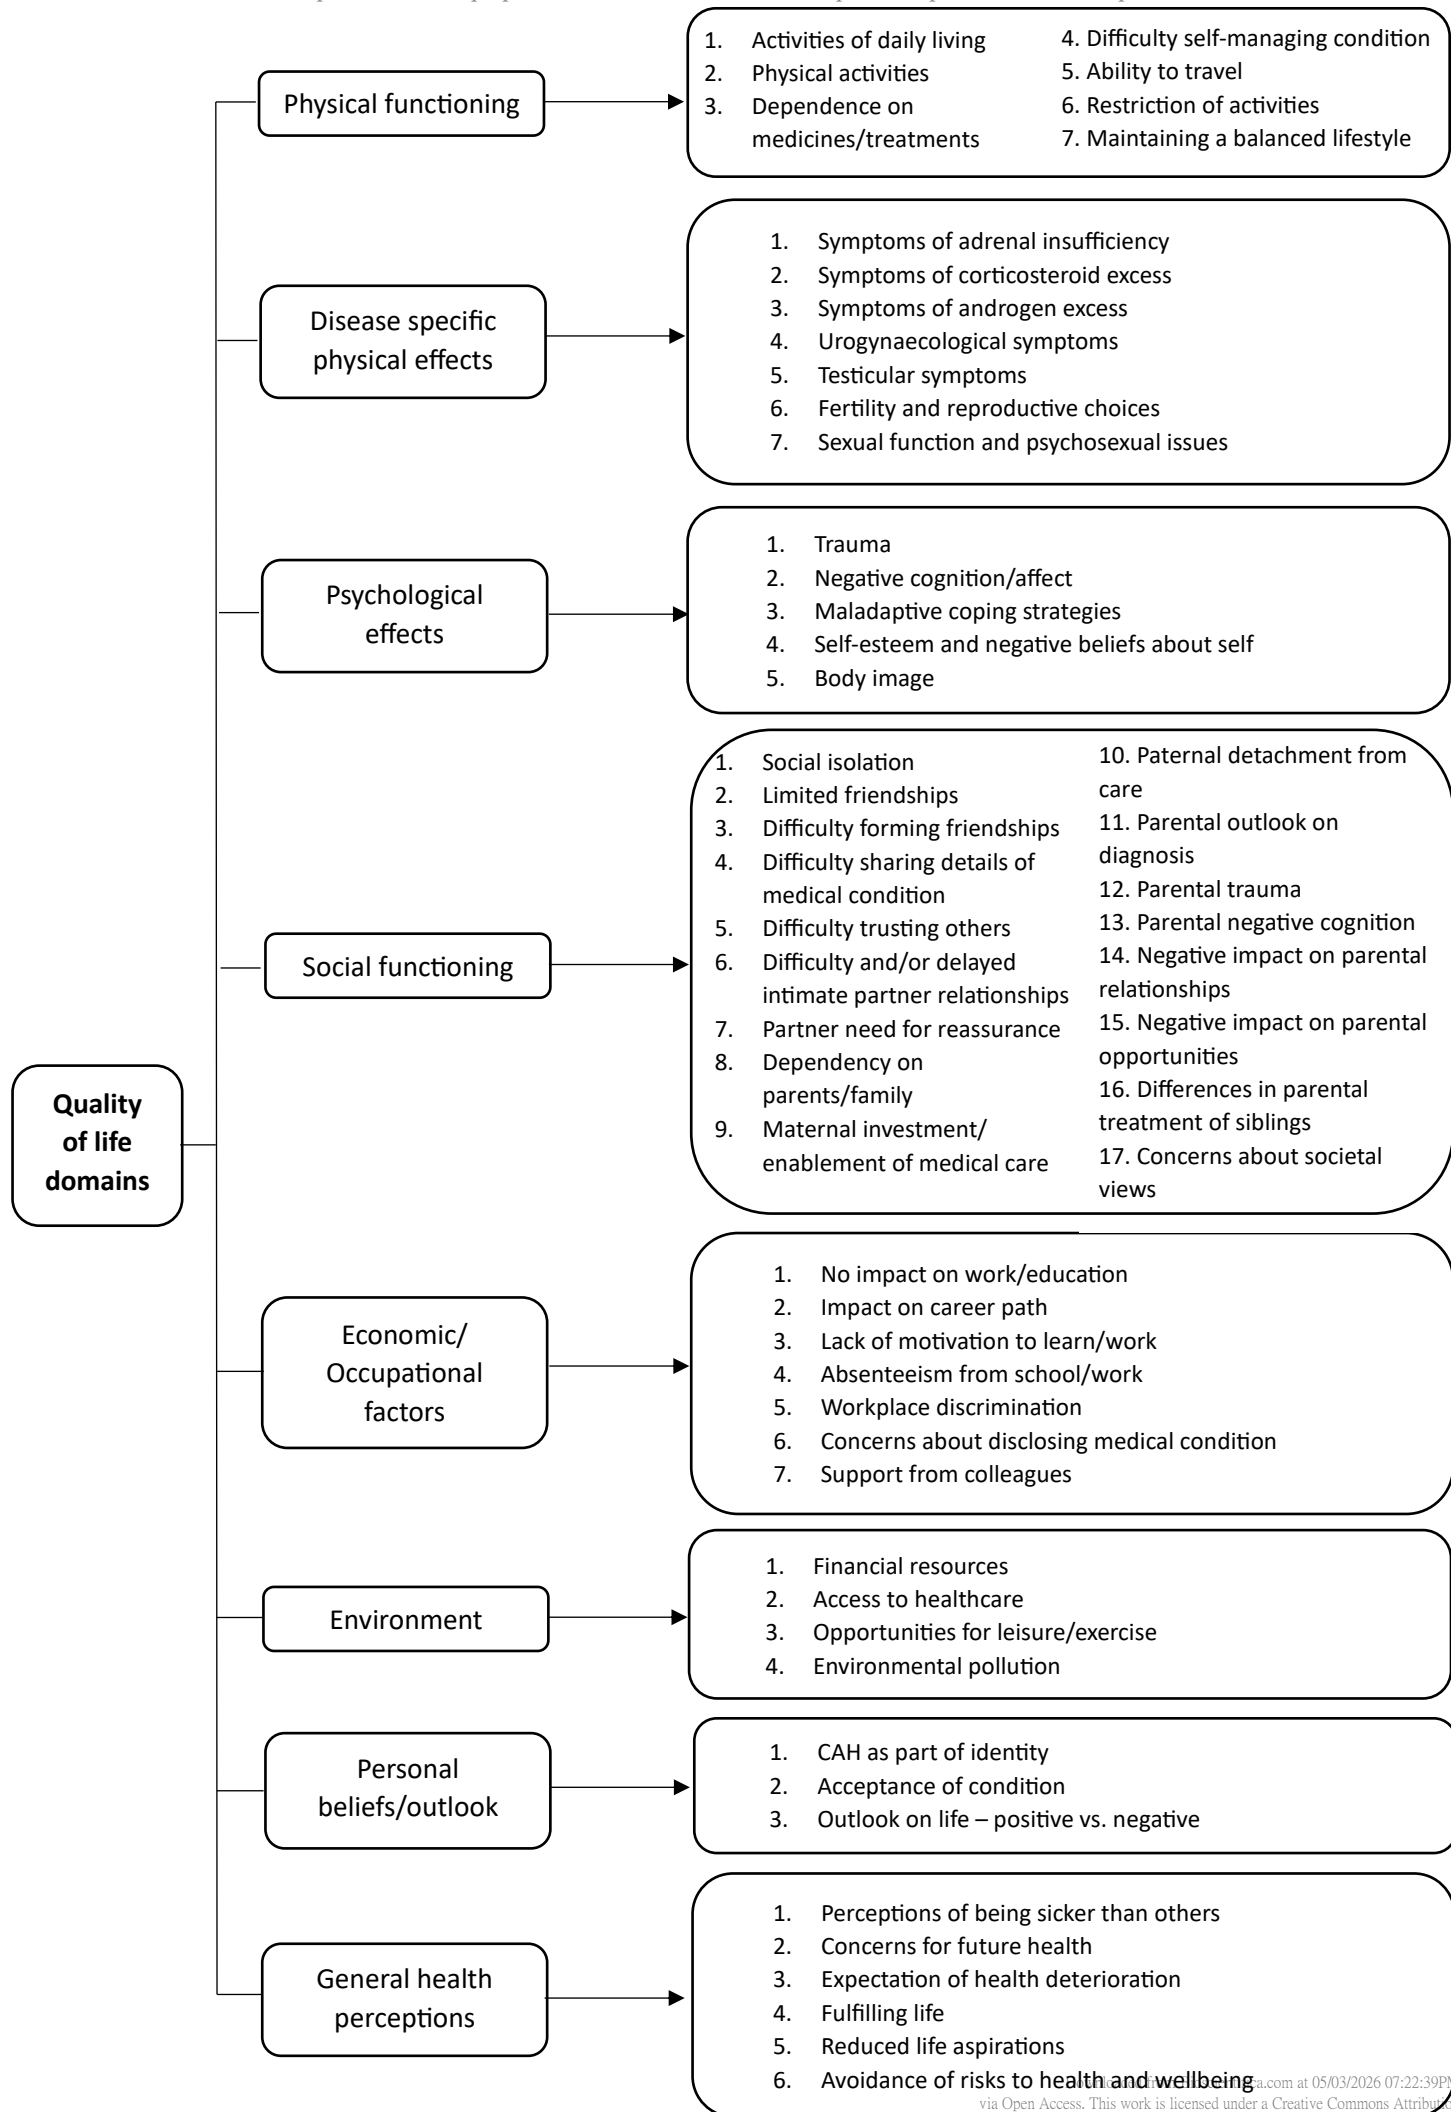 Physical functioning
1. Activities of daily living
2. Physical activities
3. Dependence on
medicines/treatments
4. Difficulty self-managing condition
5. Ability to travel
6. Restriction of activities
7. Maintaining a balanced lifestyle
Disease specific
physical effects
1. Symptoms of adrenal insufficiency
2. Symptoms of corticosteroid excess
3. Symptoms of androgen excess
4. Urogynaecological symptoms
5. Testicular symptoms
6. Fertility and reproductive choices
7. Sexual function and psychosexual issues
Psychological
effects
1. Trauma
2. Negative cognition/affect
3. Maladaptive coping strategies
4. Self-esteem and negative beliefs about self
5. Body image
Social functioning
1. Social isolation
2. Limited friendships
3. Difficulty forming friendships
4. Difficulty sharing details of
medical condition
5. Difficulty trusting others
6. Difficulty and/or delayed
intimate partner relationships
7. Partner need for reassurance
8. Dependency on
parents/family
9. Maternal investment/
enablement of medical care
10. Paternal detachment from
care
11. Parental outlook on
diagnosis
12. Parental trauma
13. Parental negative cognition
14. Negative impact on parental
relationships
15. Negative impact on parental
opportunities
16. Differences in parental
treatment of siblings
17. Concerns about societal
views
Quality
of life
domains
Economic/
Occupational
factors
1. No impact on work/education
2. Impact on career path
3. Lack of motivation to learn/work
4. Absenteeism from school/work
5. Workplace discrimination
6. Concerns about disclosing medical condition
7. Support from colleagues
Environment
1. Financial resources
2. Access to healthcare
3. Opportunities for leisure/exercise
4. Environmental pollution
Personal
beliefs/outlook
1. CAH as part of identity
2. Acceptance of condition
3. Outlook on life – positive vs. negative
General health
perceptions
1. Perceptions of being sicker than others
2. Concerns for future health
3. Expectation of health deterioration
4. Fulfilling life
5. Reduced life aspirations
6. Avoidance of risks to health and wellbeing
at 05/03/2026 07:22:39PM
via Open Access. This work is licensed under a Creative Commons